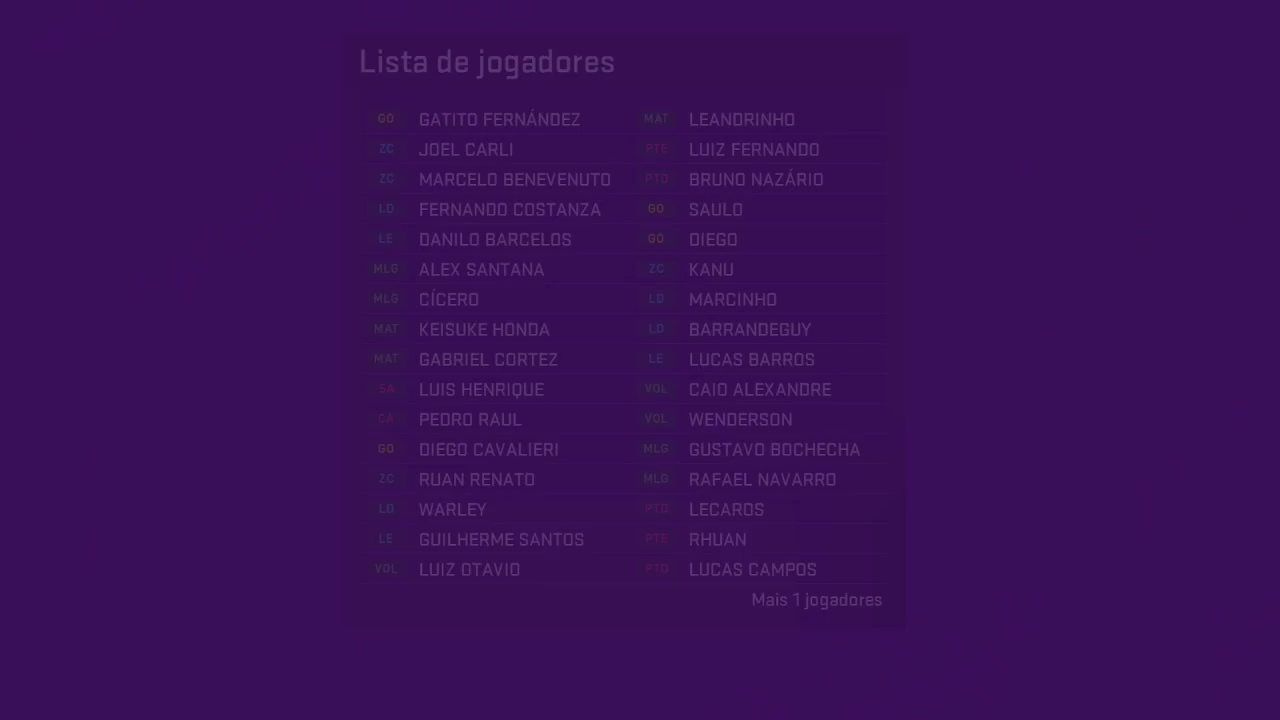 Lista de jogadores
GO GATITO FERNÁNDEZ MAT LEANDRINHO
ZC JOEL CARLI PTE LUIZ FERNANDO
ZC MARCELO BENEVENUTO PTD BRUNO NAZÁRIO
LD FERNANDO COSTANZA GO SAULO
LE DANILO BARCELOS GO DIEGO
MLG ALEX SANTANA ZC KANU
MLG CÍCERO LD MARCINHO
MAT KEISUKE HONDA LD BARRANDEGUY
MAT GABRIEL CORTEZ LE LUCAS BARROS
SA LUIS HENRIQUE VOL CAIO ALEXANDRE
CA PEDRO RAUL VOL WENDERSON
GO DIEGO CAVALIERI MLG GUSTAVO BOCHECHA
ZC RUAN RENATO MLG RAFAEL NAVARRO
LD WARLEY PTD LECAROS
LE GUILHERME SANTOS PTE RHUAN
VOL LUIZ OTAVIO PTD LUCAS CAMPOS
Mais 1 jogadores